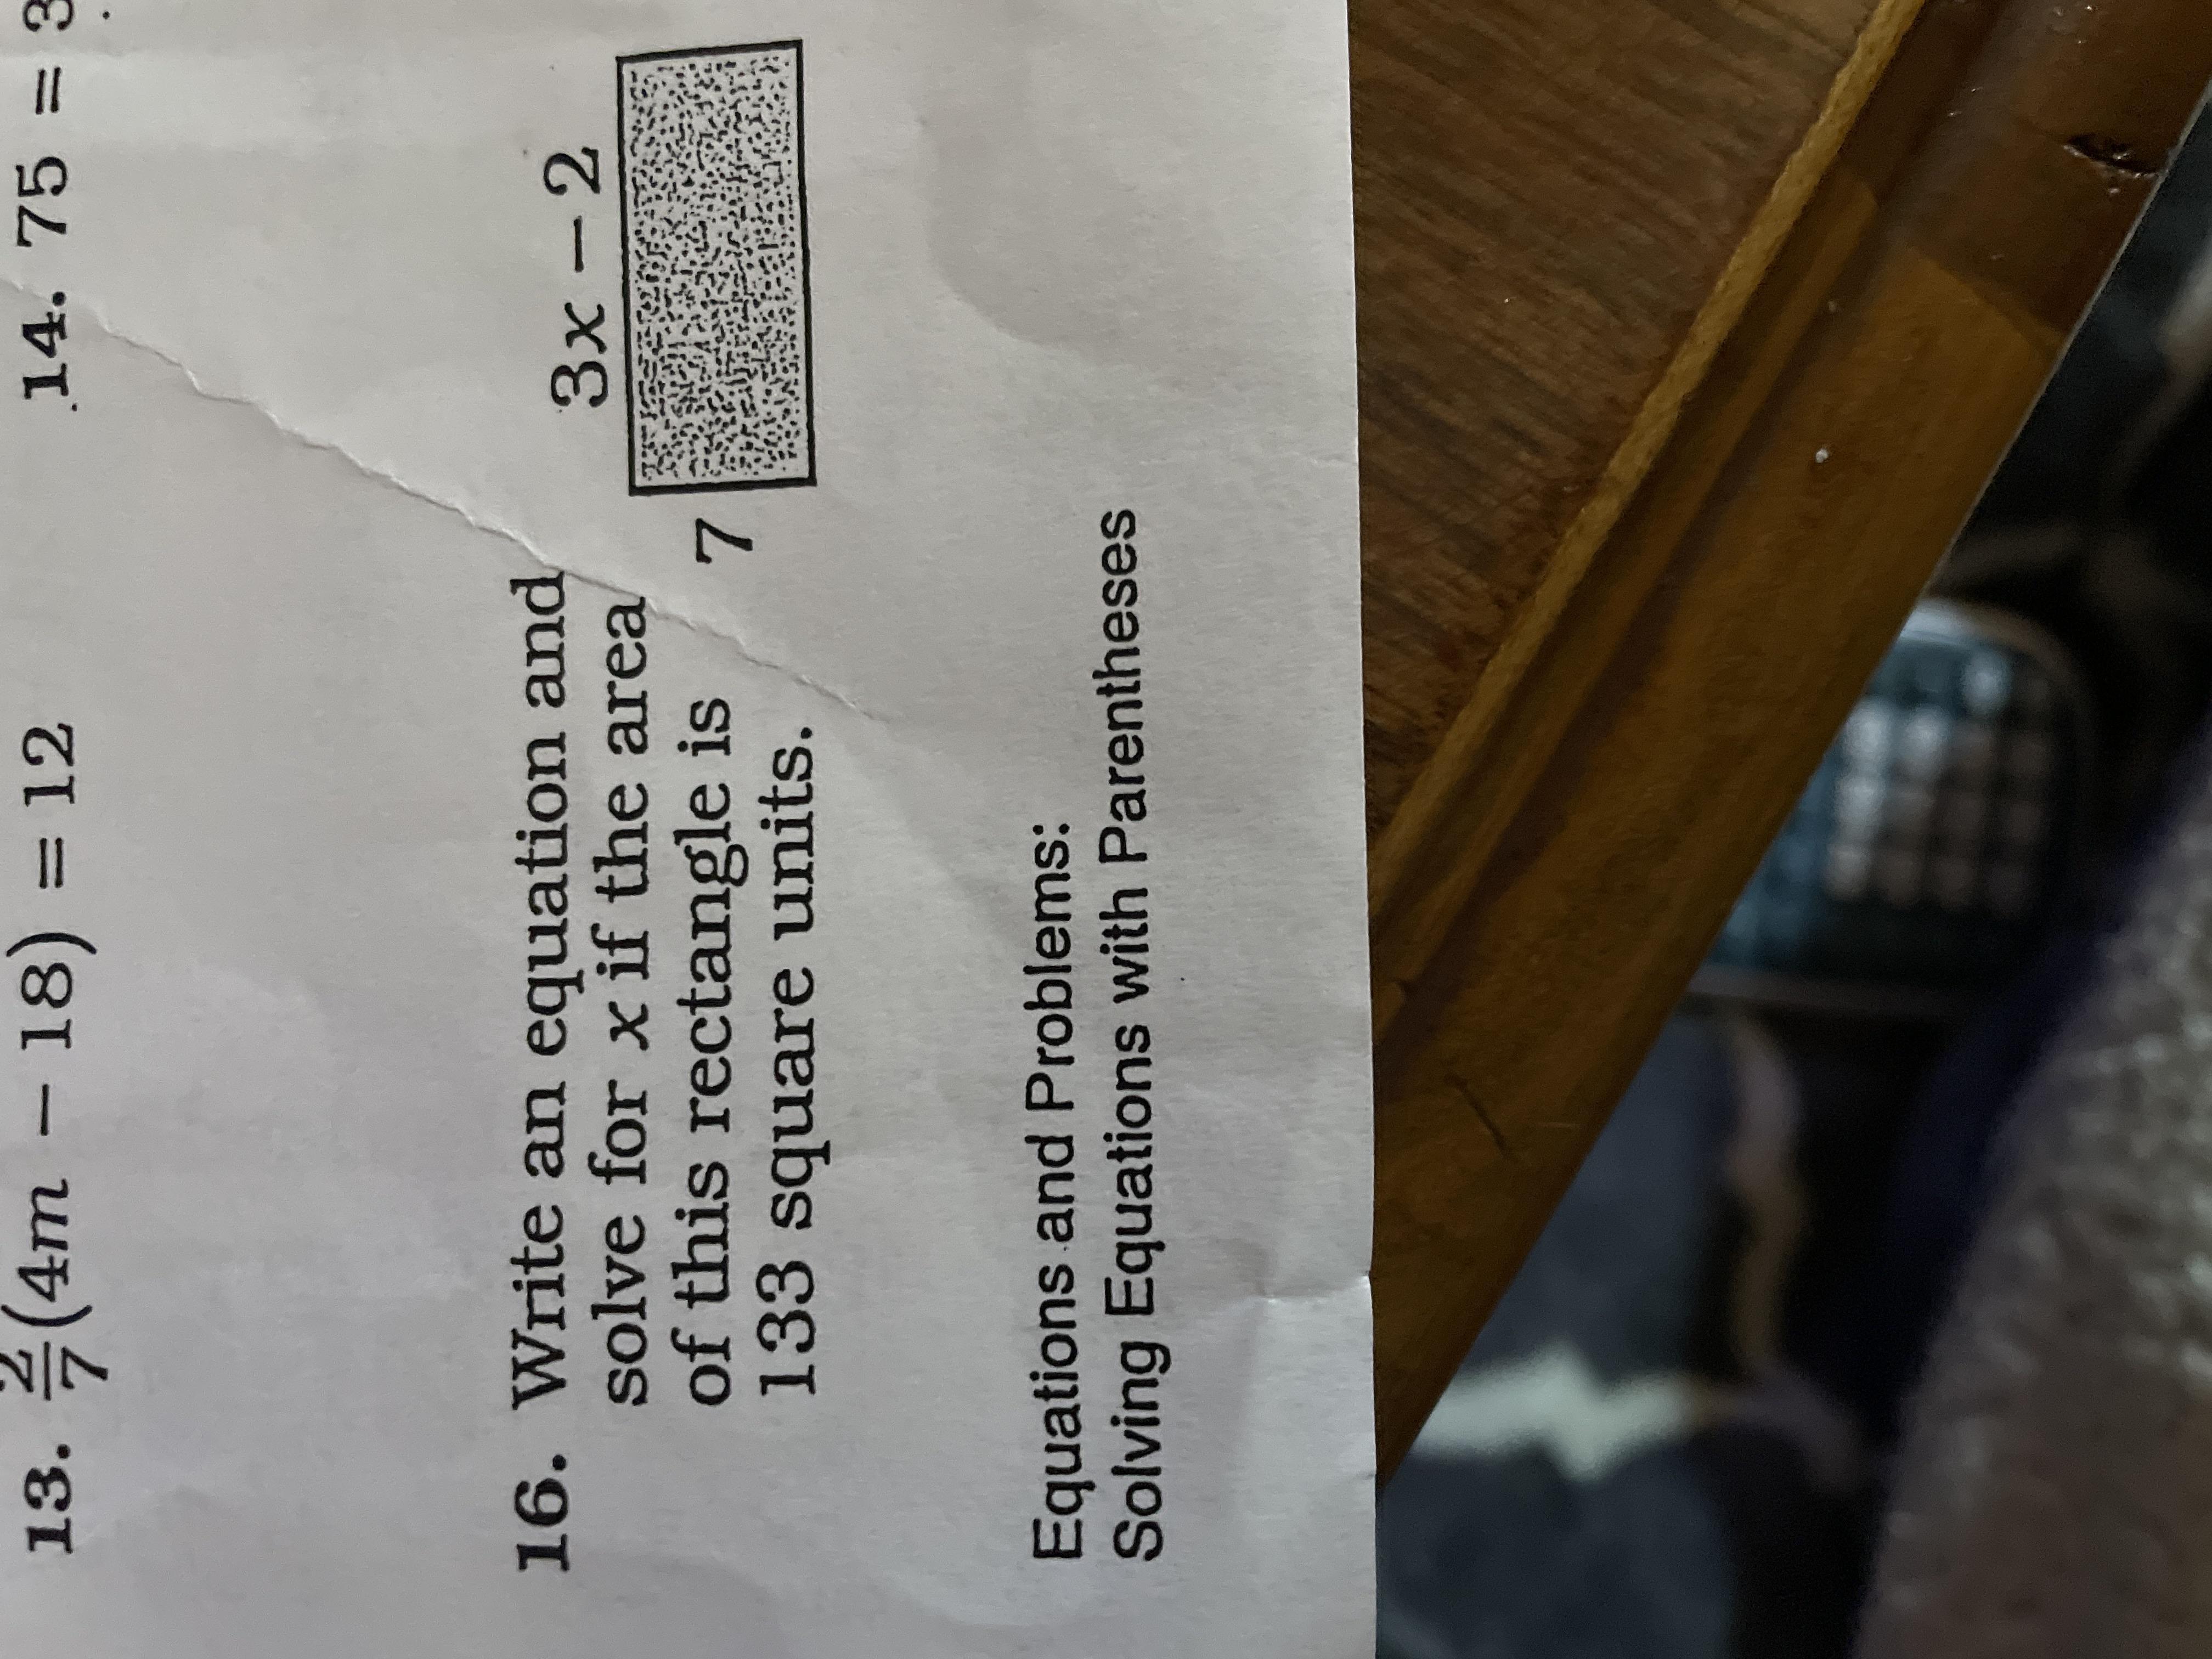 13. 2/7(4m − 18) = 12
14. 75 = 3
16. Write an equation and
solve for x if the area
of this rectangle is
133 square units.
3x − 2
7
Equations and Problems:
Solving Equations with Parentheses